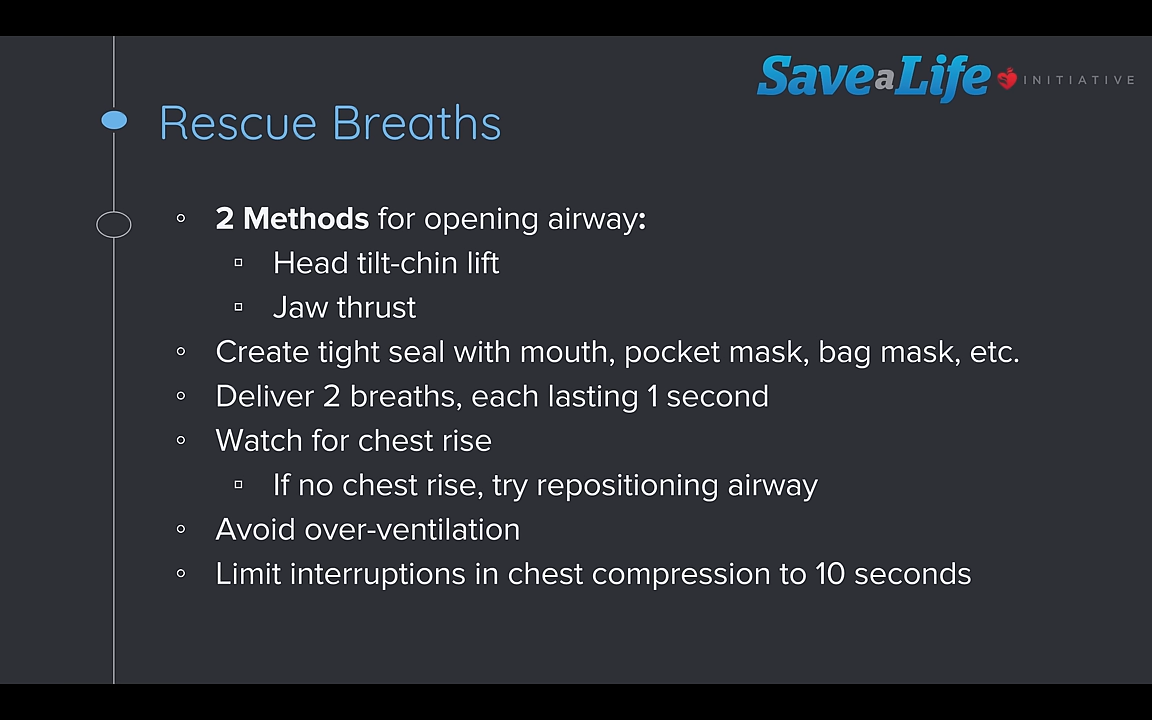 SaveaLife INITIATIVE
Rescue Breaths
2 Methods for opening airway:
Head tilt-chin lift
Jaw thrust
Create tight seal with mouth, pocket mask, bag mask, etc.
Deliver 2 breaths, each lasting 1 second
Watch for chest rise
If no chest rise, try repositioning airway
Avoid over-ventilation
Limit interruptions in chest compression to 10 seconds